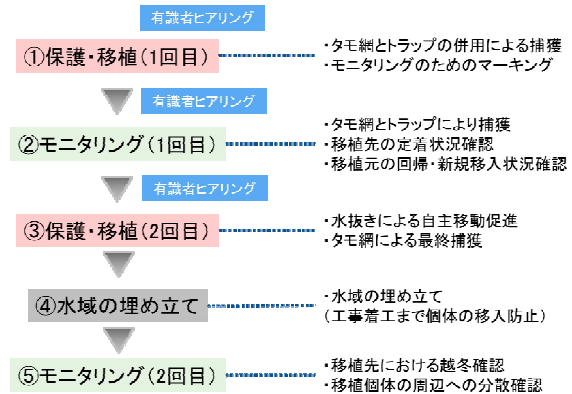 有識者ヒアリング
①保護・移植(1回目)
・タモ網とトラップの併用による捕獲
・モニタリングのためのマーキング
有識者ヒアリング
②モニタリング(1回目)
・タモ網とトラップにより捕獲
・移植先の定着状況確認
・移植元の回帰・新規移入状況確認
有識者ヒアリング
③保護・移植(2回目)
・水抜きによる自主移動促進
・タモ網による最終捕獲
④水域の埋め立て
・水域の埋め立て
(工事着工まで個体の移入防止)
⑤モニタリング(2回目)
・移植先における越冬確認
・移植個体の周辺への分散確認